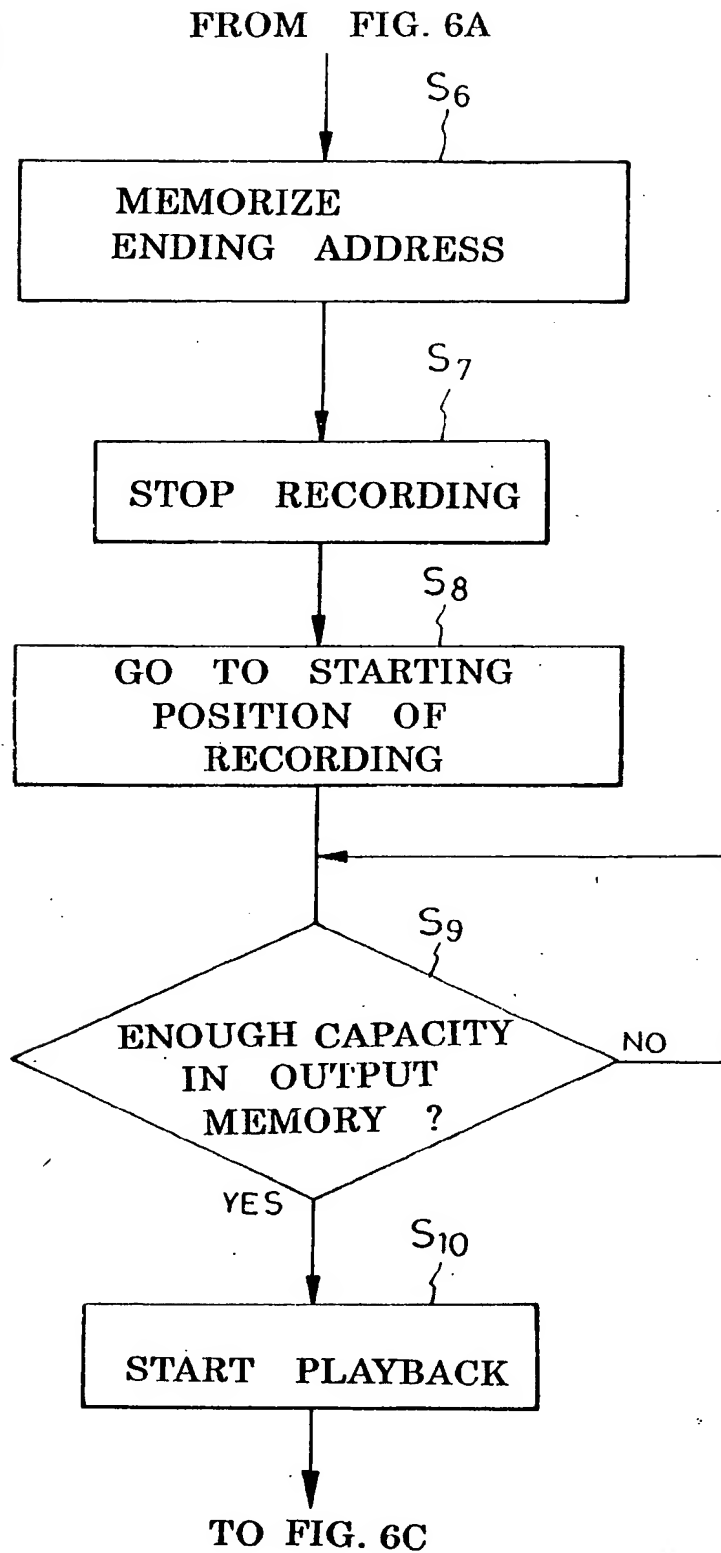 FROM FIG. 6A
S6
MEMORIZE
ENDING ADDRESS
S7
STOP RECORDING
S8
GO TO STARTING
POSITION OF
RECORDING
S9
ENOUGH CAPACITY
IN OUTPUT
MEMORY ?
NO
YES
S10
START PLAYBACK
TO FIG. 6C